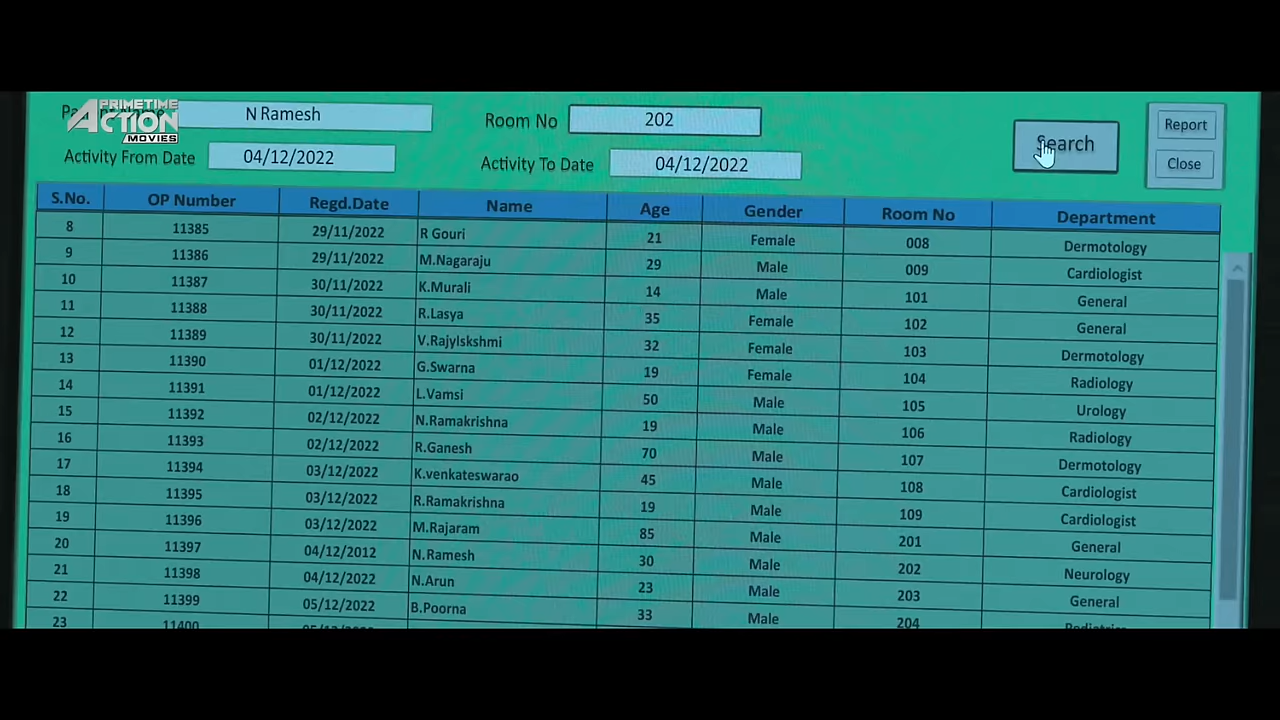 PRIMETIME
ACTION
MOVIES
N Ramesh Room No 202 Report
Activity From Date 04/12/2022 Activity To Date 04/12/2022 Search Close
S.No. OP Number Regd.Date Name Age Gender Room No Department
8 11385 29/11/2022 R Gouri 21 Female 008 Dermotology
9 11386 29/11/2022 M.Nagaraju 29 Male 009 Cardiologist
10 11387 30/11/2022 K.Murali 14 Male 101 General
11 11388 30/11/2022 R.Lasya 35 Female 102 General
12 11389 30/11/2022 V.Rajylskshmi 32 Female 103 Dermotology
13 11390 01/12/2022 G.Swarna 19 Female 104 Radiology
14 11391 01/12/2022 L.Vamsi 50 Male 105 Urology
15 11392 02/12/2022 N.Ramakrishna 19 Male 106 Radiology
16 11393 02/12/2022 R.Ganesh 70 Male 107 Dermotology
17 11394 03/12/2022 K.venkateswarao 45 Male 108 Cardiologist
18 11395 03/12/2022 R.Ramakrishna 19 Male 109 Cardiologist
19 11396 03/12/2022 M.Rajaram 85 Male 201 General
20 11397 04/12/2012 N.Ramesh 30 Male 202 Neurology
21 11398 04/12/2022 N.Arun 23 Male 203 General
22 11399 05/12/2022 B.Poorna 33 Male 204
23 11400